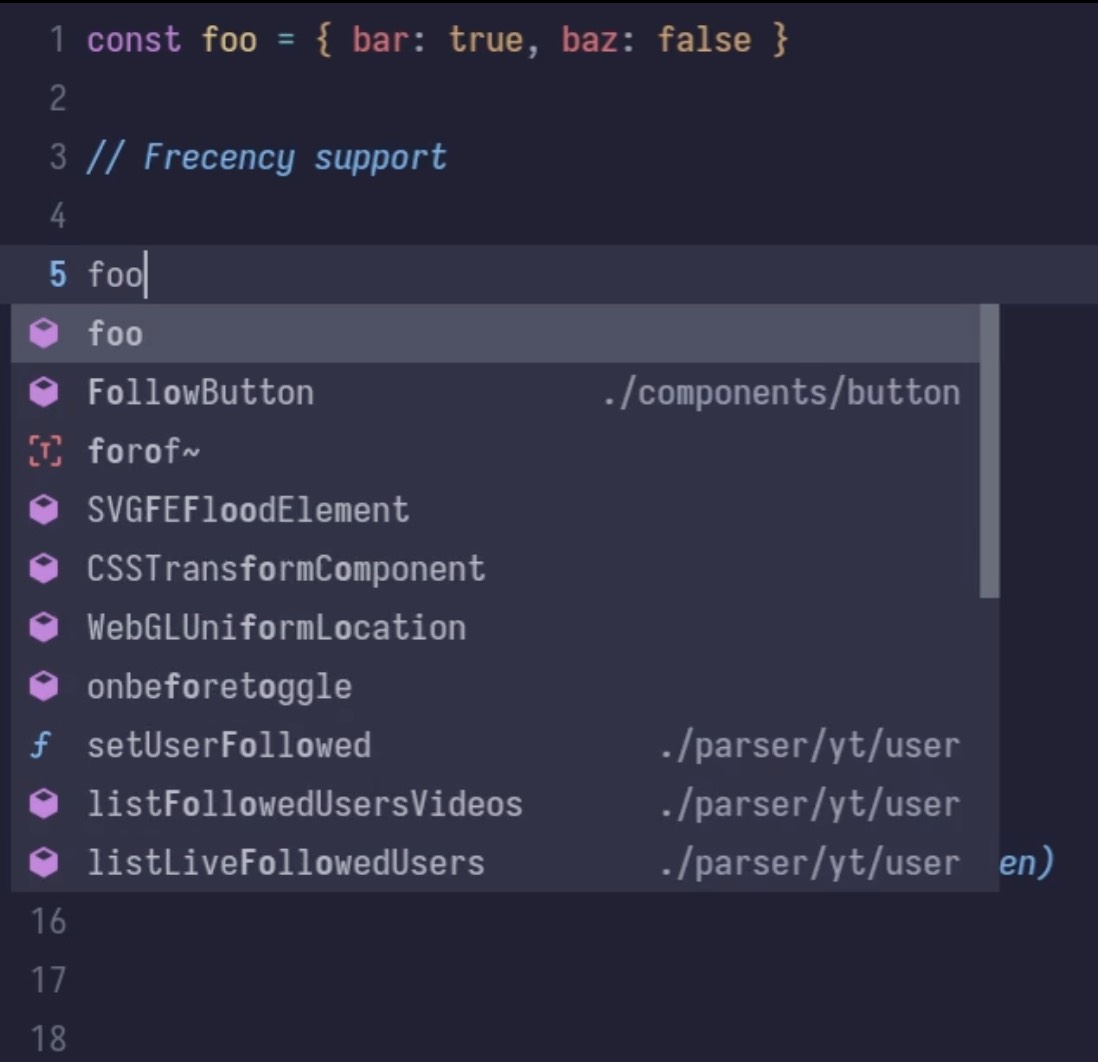 1 const foo = { bar: true, baz: false }
2
3 // Frecency support
4
5 foo
foo
FollowButton ./components/button
forof~
SVGFEFloodElement
CSSTransformComponent
WebGLUniformLocation
onbeforetoggle
setUserFollowed ./parser/yt/user
listFollowedUsersVideos ./parser/yt/user
listLiveFollowedUsers ./parser/yt/user en)
16
17
18